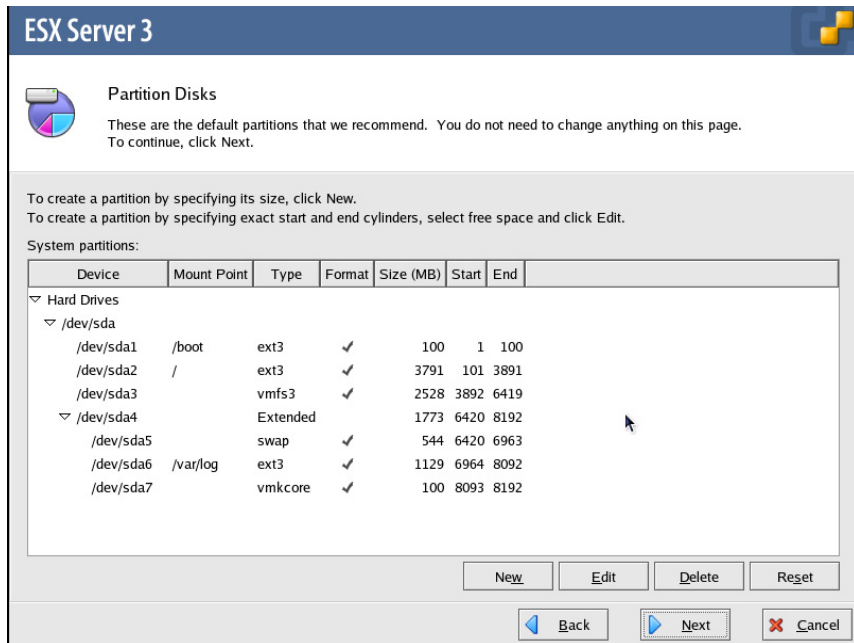 ESX Server 3
Partition Disks
These are the default partitions that we recommend. You do not need to change anything on this page.
To continue, click Next.
To create a partition by specifying its size, click New.
To create a partition by specifying exact start and end cylinders, select free space and click Edit.
System partitions:
Device Mount Point Type Format Size (MB) Start End
Hard Drives
/dev/sda
/dev/sda1 /boot ext3 100 1 100
/dev/sda2 / ext3 3791 101 3891
/dev/sda3 vmfs3 2528 3892 6419
/dev/sda4 Extended 1773 6420 8192
/dev/sda5 swap 544 6420 6963
/dev/sda6 /var/log ext3 1129 6964 8092
/dev/sda7 vmkcore 100 8093 8192
New Edit Delete Reset
Back Next Cancel